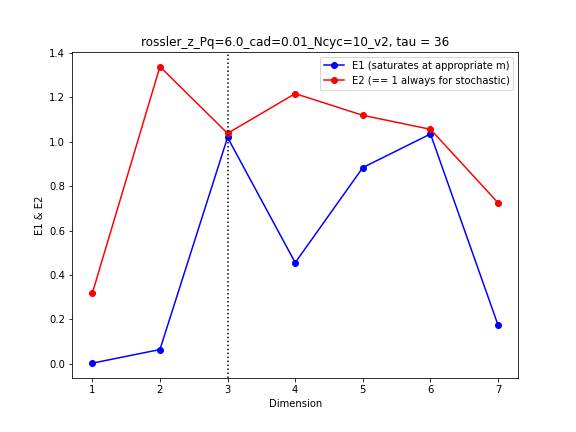 rossler_z_Pq=6.0_cad=0.01_Ncyc=10_v2, tau = 36
E1 (saturates at appropriate m)
E2 (== 1 always for stochastic)
1.4
1.2
1.0
0.8
0.6
0.4
0.2
0.0
E1 & E2
1 2 3 4 5 6 7
Dimension